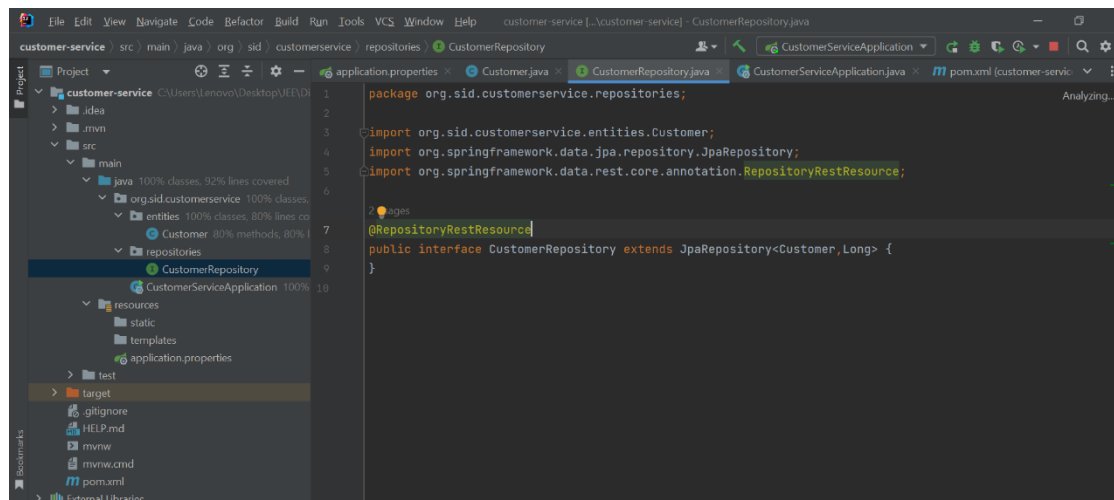 File Edit View Navigate Code Refactor Build Run Tools VCS Window Help customer-service [...\customer-service] - CustomerRepository.java
customer-service > src > main > java > org > sid > customerservice > repositories > CustomerRepository
CustomerServiceApplication
Project
application.properties
Customer.java
CustomerRepository.java
CustomerServiceApplication.java
pom.xml (customer-servic
Analyzing...
Project
customer-service C:\Users\Lenovo\Desktop\JEE\Di
.idea
.mvn
src
main
java 100% classes, 92% lines covered
org.sid.customerservice 100% classes,
entities 100% classes, 80% lines co
Customer 80% methods, 80% l
repositories
CustomerRepository
CustomerServiceApplication 100%
resources
static
templates
application.properties
test
target
.gitignore
HELP.md
mvnw
mvnw.cmd
pom.xml
External Libraries
Bookmarks
1 package org.sid.customerservice.repositories;
2
3 import org.sid.customerservice.entities.Customer;
4 import org.springframework.data.jpa.repository.JpaRepository;
5 import org.springframework.data.rest.core.annotation.RepositoryRestResource;
6
7 @RepositoryRestResource
8 public interface CustomerRepository extends JpaRepository<Customer,Long> {
9 }
10